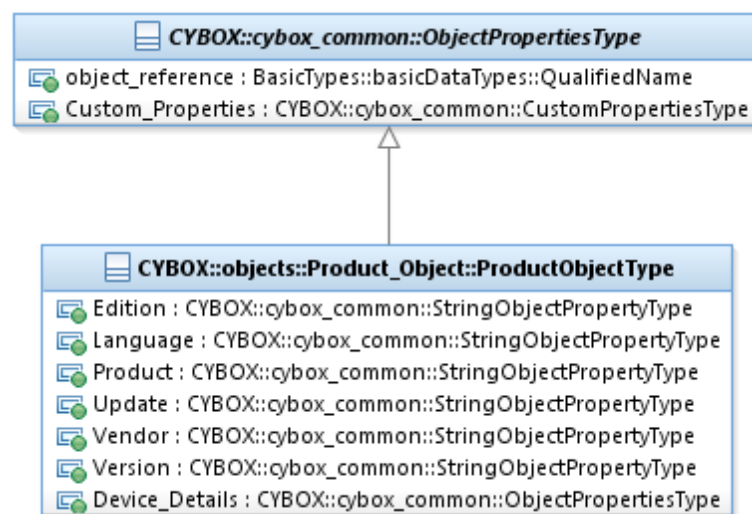 CYBOX::cybox_common::ObjectPropertiesType
object_reference : BasicTypes::basicDataTypes::QualifiedName
Custom_Properties : CYBOX::cybox_common::CustomPropertiesType
CYBOX::objects::Product_Object::ProductObjectType
Edition : CYBOX::cybox_common::StringObjectPropertyType
Language : CYBOX::cybox_common::StringObjectPropertyType
Product : CYBOX::cybox_common::StringObjectPropertyType
Update : CYBOX::cybox_common::StringObjectPropertyType
Vendor : CYBOX::cybox_common::StringObjectPropertyType
Version : CYBOX::cybox_common::StringObjectPropertyType
Device_Details : CYBOX::cybox_common::ObjectPropertiesType